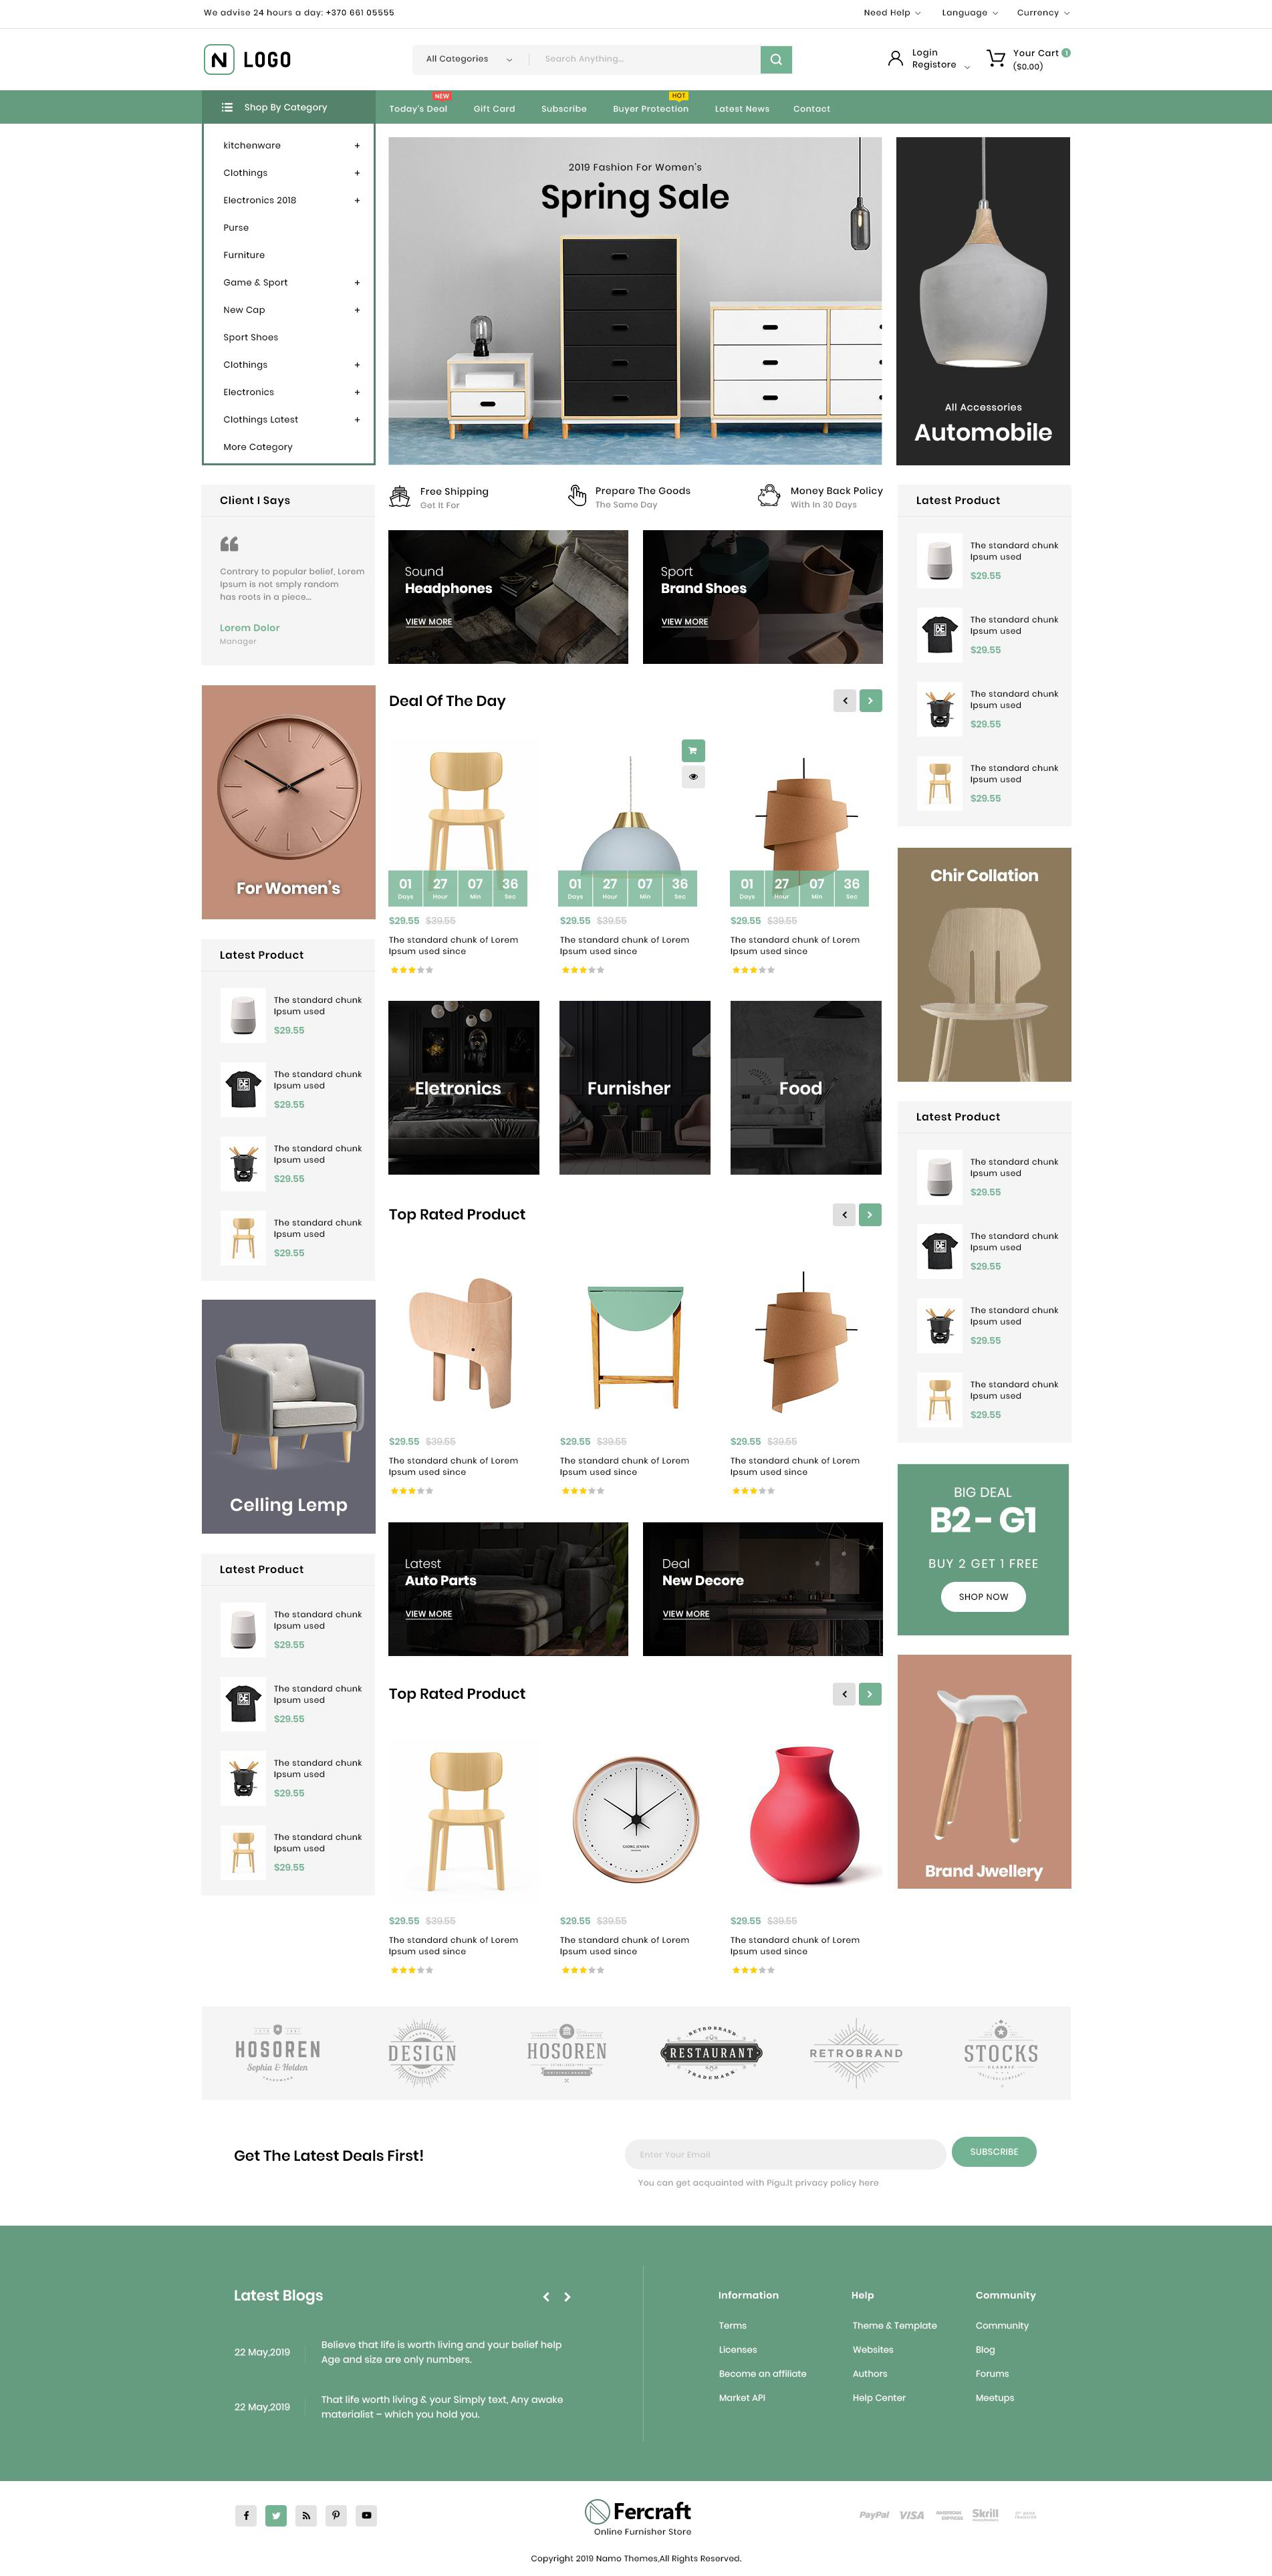 We advise 24 hours a day: +370 661 05555
Need Help
Language
Currency
N LOGO
All Categories
Search Anything...
Login
Registore
Your Cart 1
($0.00)
Shop By Category
Today's Deal
NEW
Gift Card
Subscribe
Buyer Protection
HOT
Latest News
Contact
kitchenware +
Clothings +
Electronics 2018 +
Purse
Furniture
Game & Sport +
New Cap +
Sport Shoes
Clothings +
Electronics +
Clothings Latest +
More Category
2019 Fashion For Women's
Spring Sale
All Accessories
Automobile
Client I Says
Contrary to popular belief, Lorem
Ipsum is not smply random
has roots in a piece...
Lorem Dolor
Manager
Free Shipping
Get It For
Prepare The Goods
The Same Day
Money Back Policy
With In 30 Days
Sound
Headphones
VIEW MORE
Sport
Brand Shoes
VIEW MORE
Latest Product
The standard chunk
Ipsum used
$29.55
The standard chunk
Ipsum used
$29.55
The standard chunk
Ipsum used
$29.55
The standard chunk
Ipsum used
$29.55
For Women's
Deal Of The Day
01 27 07 36
Days Hour Min Sec
$29.55 $39.55
The standard chunk of Lorem
Ipsum used since
01 27 07 36
Days Hour Min Sec
$29.55 $39.55
The standard chunk of Lorem
Ipsum used since
01 27 07 36
Days Hour Min Sec
$29.55 $39.55
The standard chunk of Lorem
Ipsum used since
Chir Collation
Latest Product
The standard chunk
Ipsum used
$29.55
The standard chunk
Ipsum used
$29.55
The standard chunk
Ipsum used
$29.55
The standard chunk
Ipsum used
$29.55
Eletronics
Furnisher
Food
Latest Product
The standard chunk
Ipsum used
$29.55
The standard chunk
Ipsum used
$29.55
The standard chunk
Ipsum used
$29.55
The standard chunk
Ipsum used
$29.55
Top Rated Product
$29.55 $39.55
The standard chunk of Lorem
Ipsum used since
$29.55 $39.55
The standard chunk of Lorem
Ipsum used since
$29.55 $39.55
The standard chunk of Lorem
Ipsum used since
Celling Lemp
BIG DEAL
B2 - G1
BUY 2 GET 1 FREE
SHOP NOW
Latest
Auto Parts
VIEW MORE
Deal
New Decore
VIEW MORE
Latest Product
The standard chunk
Ipsum used
$29.55
The standard chunk
Ipsum used
$29.55
The standard chunk
Ipsum used
$29.55
The standard chunk
Ipsum used
$29.55
Top Rated Product
GEORG JENSEN
$29.55 $39.55
The standard chunk of Lorem
Ipsum used since
$29.55 $39.55
The standard chunk of Lorem
Ipsum used since
$29.55 $39.55
The standard chunk of Lorem
Ipsum used since
Brand Jwellery
HOSOREN
Sophia & Holden
TRADEMARK
DESIGN
HOSOREN
RETROBRAND
RESTAURANT
TRADEMARK
RETROBRAND
STOCKS
CLASSIC
Get The Latest Deals First!
Enter Your Email
SUBSCRIBE
You can get acquainted with Pigu.lt privacy policy here
Latest Blogs
22 May,2019
Believe that life is worth living and your belief help
Age and size are only numbers.
22 May,2019
That life worth living & your Simply text, Any awake
materialist – which you hold you.
Information
Terms
Licenses
Become an affiliate
Market API
Help
Theme & Template
Websites
Authors
Help Center
Community
Community
Blog
Forums
Meetups
Fercraft
Online Furnisher Store
PayPal
VISA
AMERICAN
EXPRESS
Skrill
Copyright 2019 Namo Themes,All Rights Reserved.